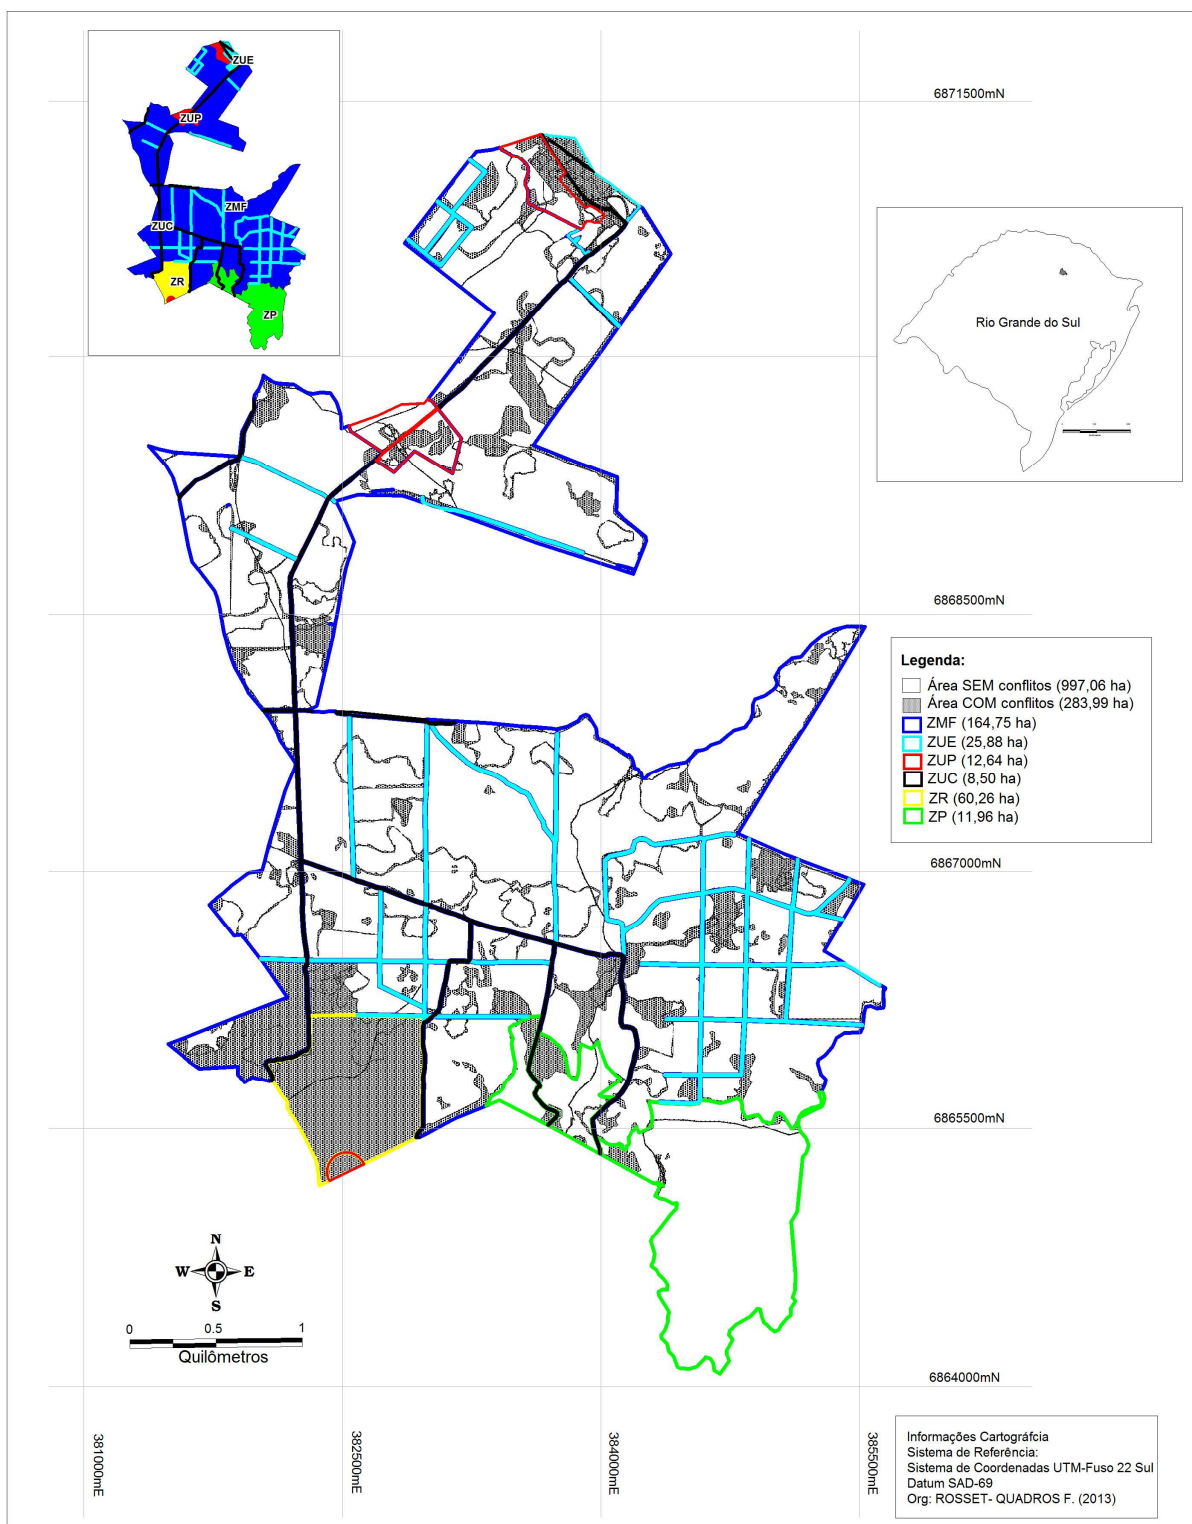 ZUE
ZUP
ZMF
ZUC
ZR
ZP
6871500mN
Rio Grande do Sul
6868500mN
Legenda:
Área SEM conflitos (997,06 ha)
Área COM conflitos (283,99 ha)
ZMF (164,75 ha)
ZUE (25,88 ha)
ZUP (12,64 ha)
ZUC (8,50 ha)
ZR (60,26 ha)
ZP (11,96 ha)
6867000mN
6865500mN
N
W E
S
0 0.5 1
Quilômetros
6864000mN
381000mE
382500mE
384000mE
385500mE
Informações Cartográfcia
Sistema de Referência:
Sistema de Coordenadas UTM-Fuso 22 Sul
Datum SAD-69
Org: ROSSET- QUADROS F. (2013)